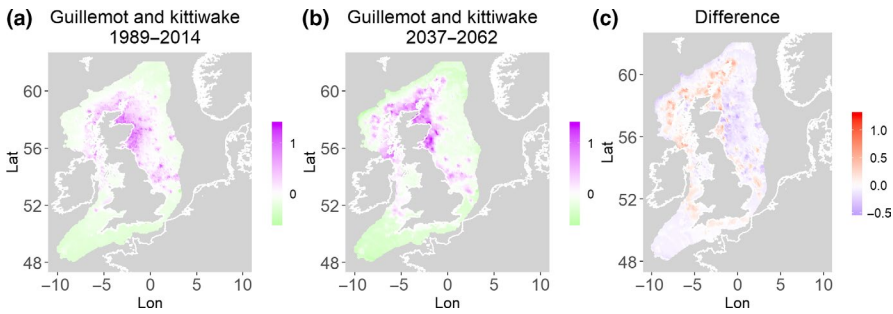 (a) Guillemot and kittiwake
1989−2014
60
56
52
48
Lat
−10 −5 0 5 10
Lon
1
0
(b) Guillemot and kittiwake
2037−2062
60
56
52
48
Lat
−10 −5 0 5 10
Lon
1
0
(c) Difference
60
56
52
48
Lat
−10 −5 0 5 10
Lon
1.0
0.5
0.0
−0.5